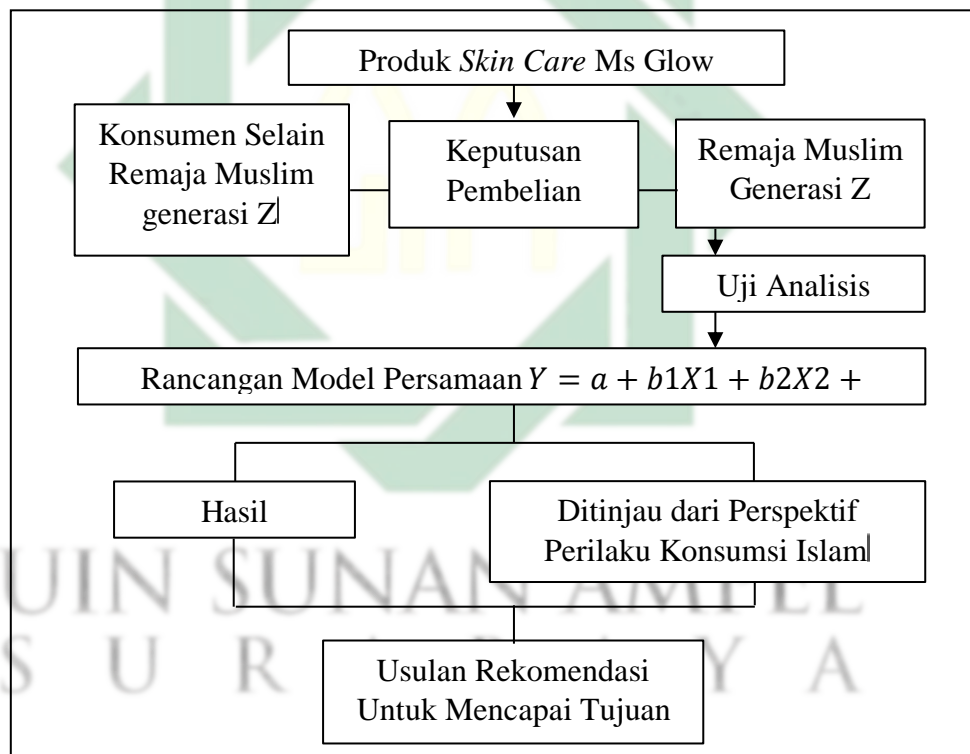 Produk Skin Care Ms Glow
Konsumen Selain
Remaja Muslim
generasi Z
Keputusan
Pembelian
Remaja Muslim
Generasi Z
Uji Analisis
Rancangan Model Persamaan Y = a + b1X1 + b2X2 +
Hasil
Ditinjau dari Perspektif
Perilaku Konsumsi Islam
UIN SUNAN AMPEL
S U R A B A Y A
Usulan Rekomendasi
Untuk Mencapai Tujuan